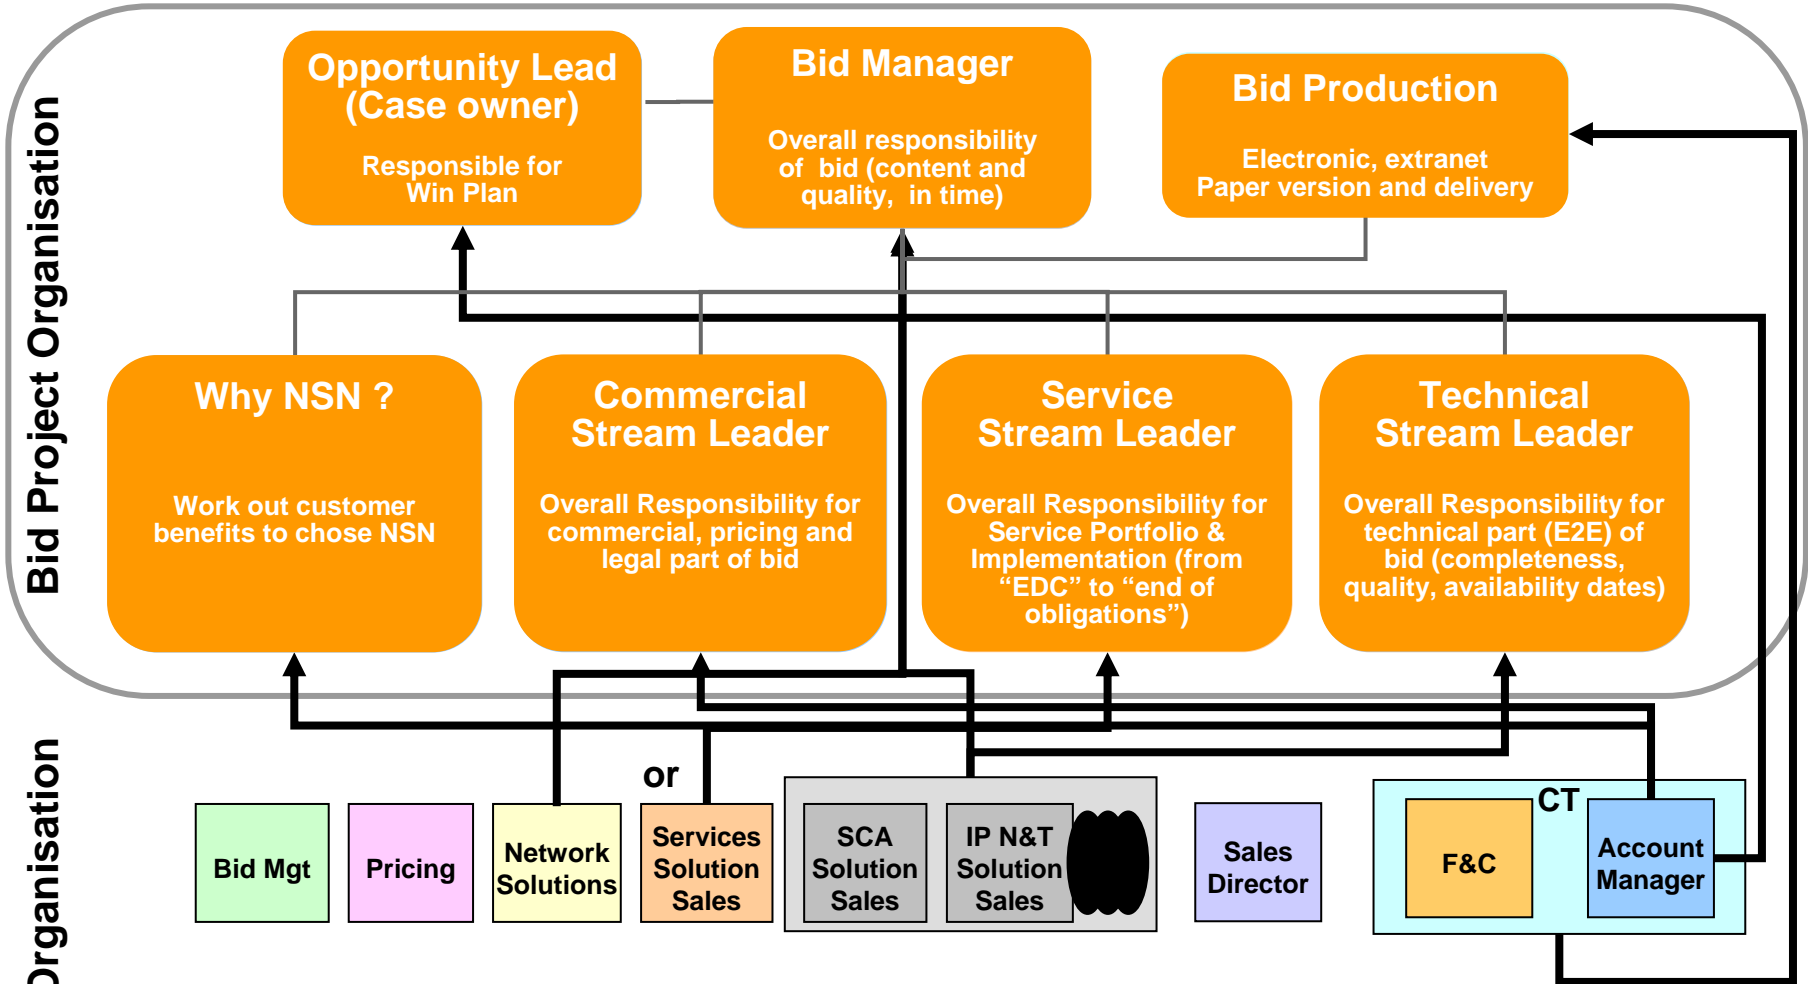 Bid Project Organisation
Opportunity Lead
(Case owner)
Responsible for
Win Plan
Bid Manager
Overall responsibility
of bid (content and
quality, in time)
Bid Production
Electronic, extranet
Paper version and delivery
Why NSN ?
Work out customer
benefits to chose NSN
Commercial
Stream Leader
Overall Responsibility for
commercial, pricing and
legal part of bid
Service
Stream Leader
Overall Responsibility for
Service Portfolio &
Implementation (from
“EDC” to “end of
obligations”)
Technical
Stream Leader
Overall Responsibility for
technical part (E2E) of
bid (completeness,
quality, availability dates)
Organisation
or
Bid Mgt
Pricing
Network
Solutions
Services
Solution
Sales
SCA
Solution
Sales
IP N&T
Solution
Sales
Sales
Director
CT
F&C
Account
Manager